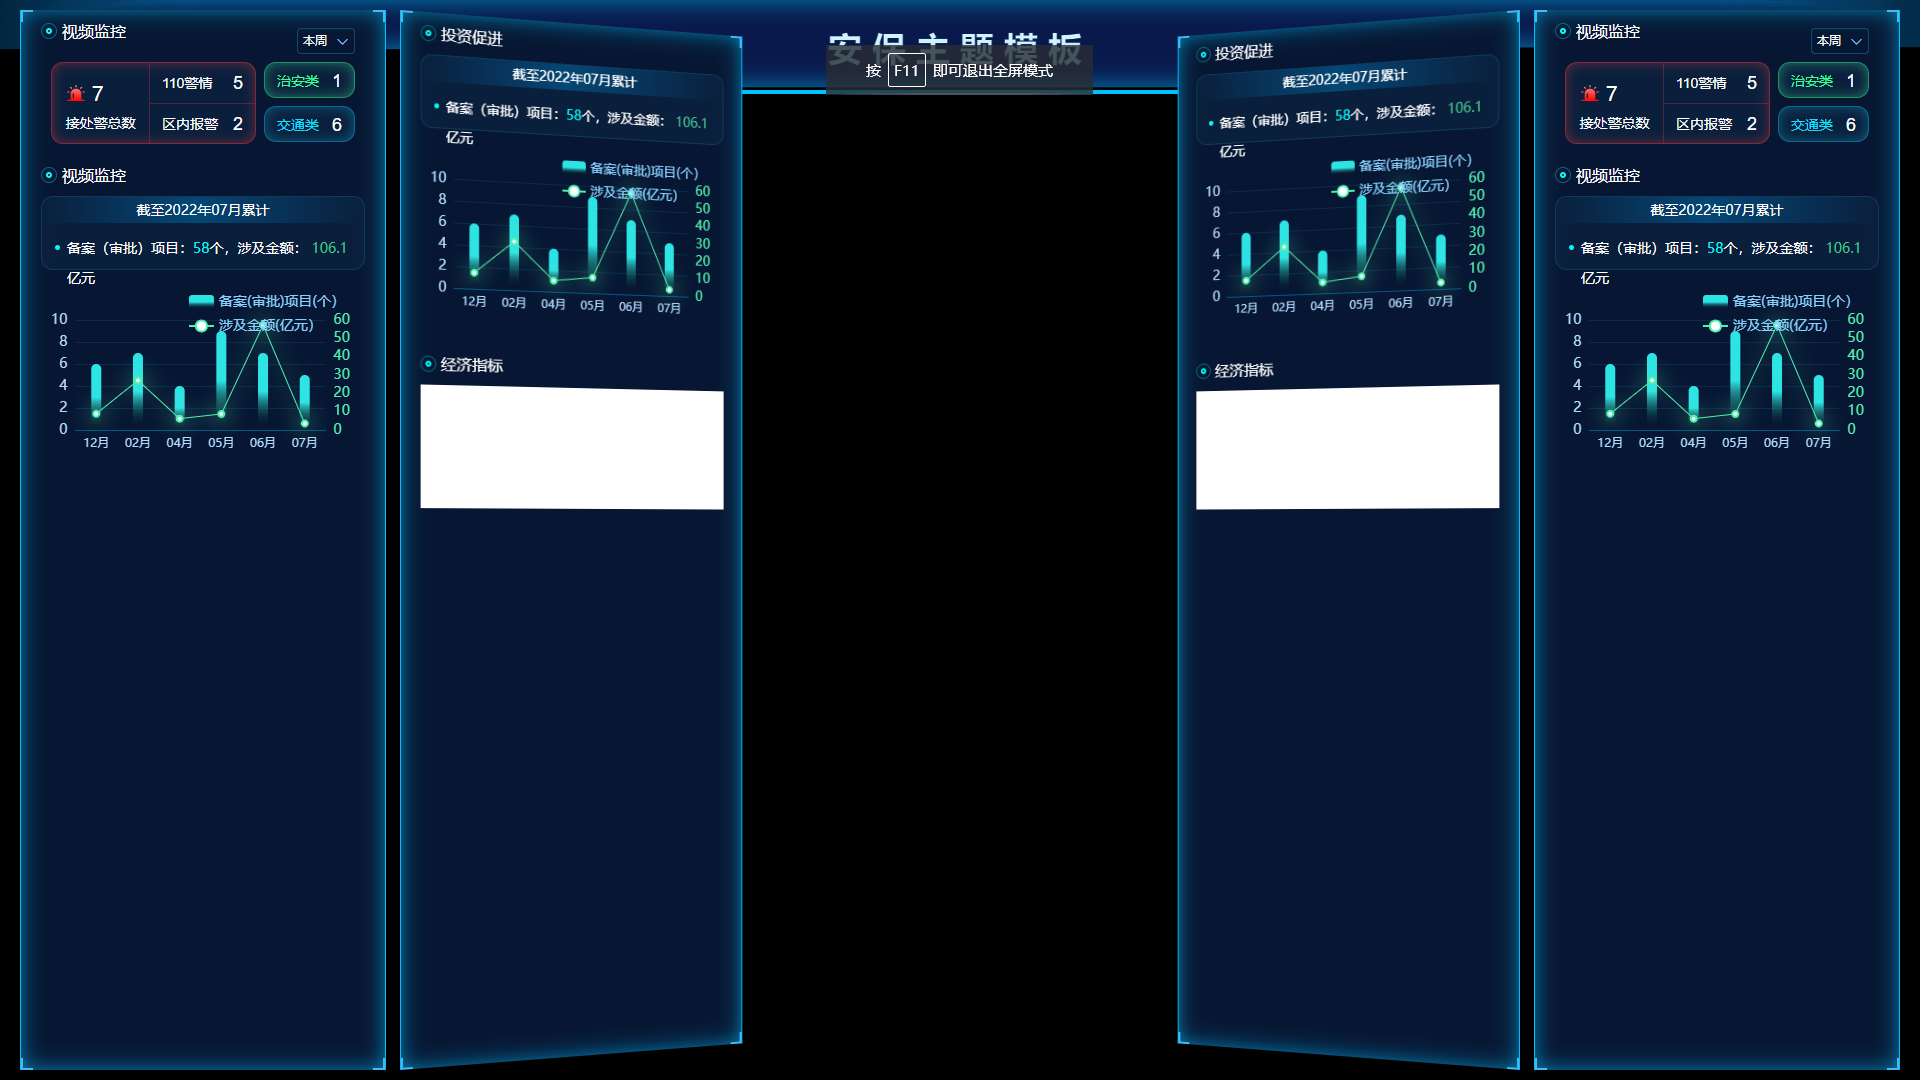 安保主题模板
按 F11 即可退出全屏模式
视频监控
本周
7
接处警总数
110警情 5
区内报警 2
治安类 1
交通类 6
视频监控
截至2022年07月累计
备案（审批）项目：58个，涉及金额： 106.1
亿元
备案(审批)项目(个)
涉及金额(亿元)
10
8
6
4
2
0
60
50
40
30
20
10
0
12月 02月 04月 05月 06月 07月
投资促进
截至2022年07月累计
备案（审批）项目：58个，涉及金额： 106.1
亿元
备案(审批)项目(个)
涉及金额(亿元)
10
8
6
4
2
0
60
50
40
30
20
10
0
12月 02月 04月 05月 06月 07月
经济指标
投资促进
截至2022年07月累计
备案（审批）项目：58个，涉及金额： 106.1
亿元
备案(审批)项目(个)
涉及金额(亿元)
10
8
6
4
2
0
60
50
40
30
20
10
0
12月 02月 04月 05月 06月 07月
经济指标
视频监控
本周
7
接处警总数
110警情 5
区内报警 2
治安类 1
交通类 6
视频监控
截至2022年07月累计
备案（审批）项目：58个，涉及金额： 106.1
亿元
备案(审批)项目(个)
涉及金额(亿元)
10
8
6
4
2
0
60
50
40
30
20
10
0
12月 02月 04月 05月 06月 07月